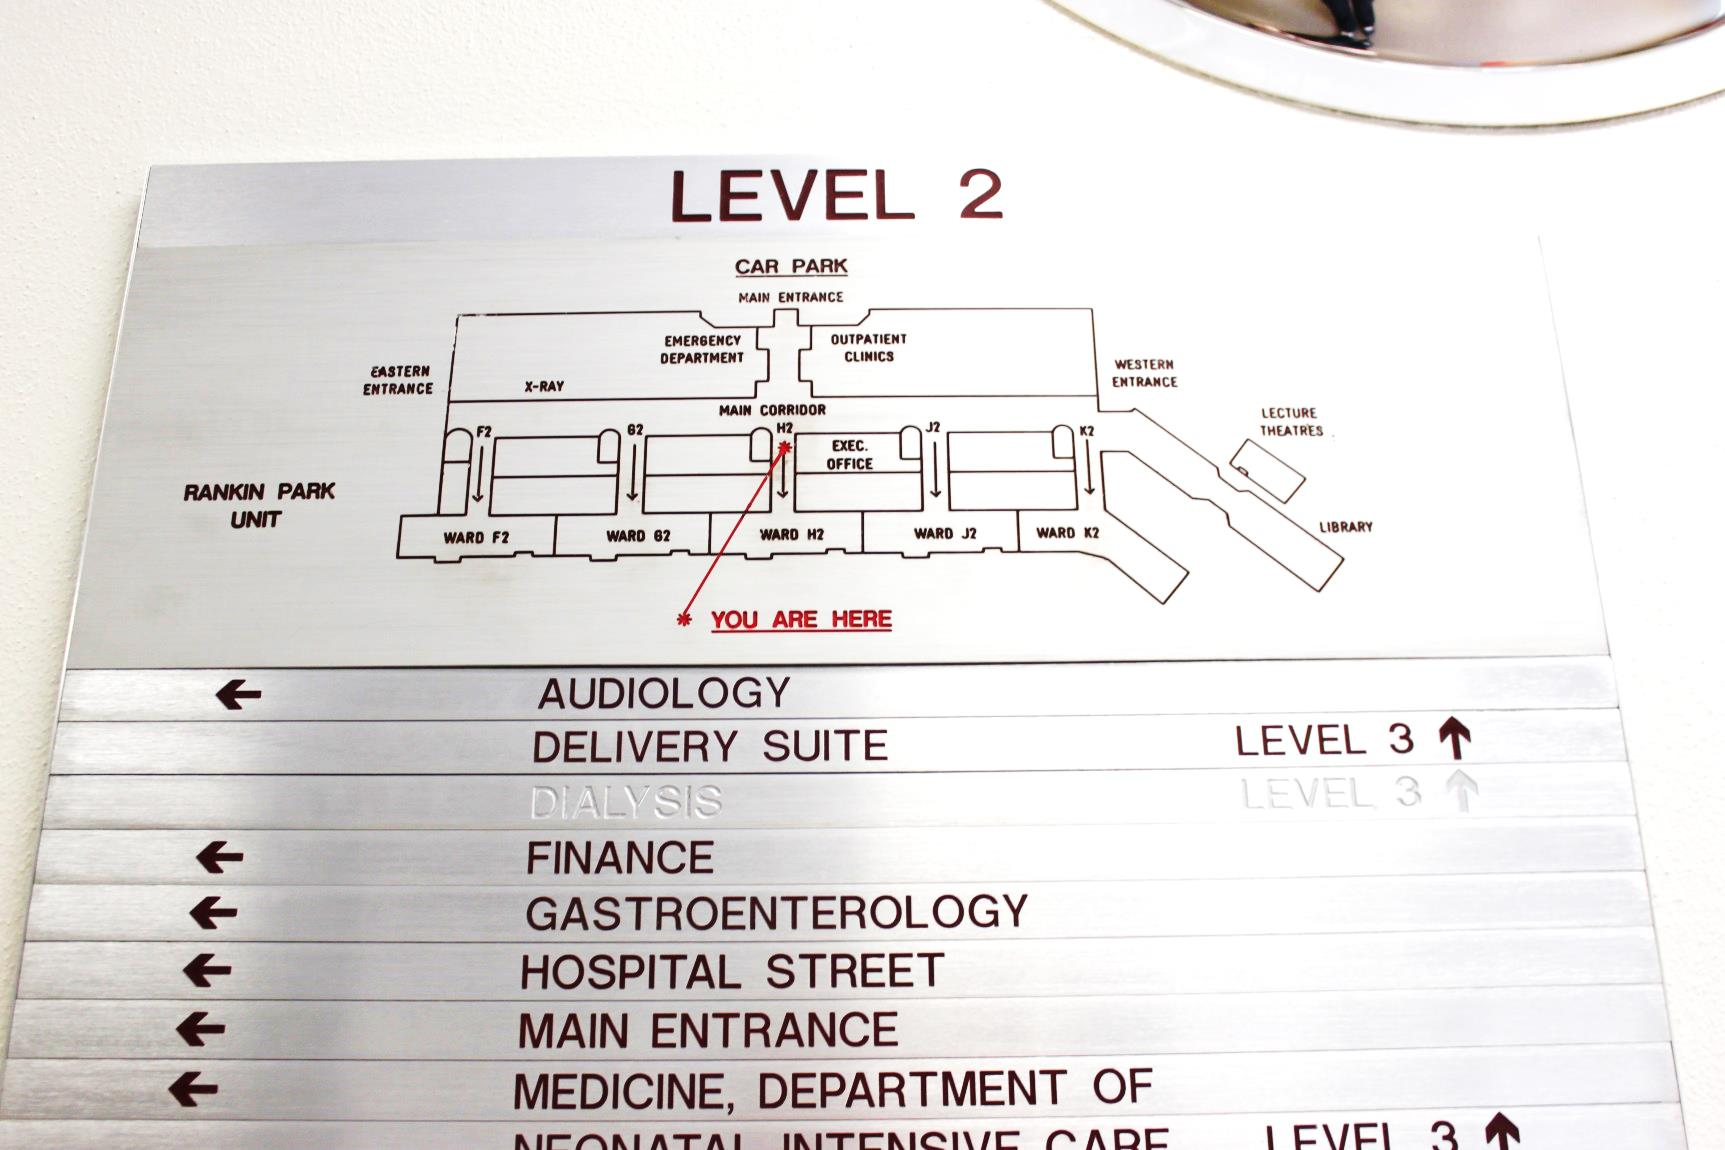 LEVEL 2
CAR PARK
MAIN ENTRANCE
EMERGENCY
DEPARTMENT
OUTPATIENT
CLINICS
EASTERN
ENTRANCE
X-RAY
WESTERN
ENTRANCE
MAIN CORRIDOR
LECTURE
THEATRES
F2
G2
H2
J2
K2
EXEC.
OFFICE
RANKIN PARK
UNIT
WARD F2
WARD G2
WARD H2
WARD J2
WARD K2
LIBRARY
* YOU ARE HERE
← AUDIOLOGY
DELIVERY SUITE LEVEL 3 ↑
DIALYSIS LEVEL 3 ↑
← FINANCE
← GASTROENTEROLOGY
← HOSPITAL STREET
← MAIN ENTRANCE
← MEDICINE, DEPARTMENT OF
NEONATAL INTENSIVE CARE LEVEL 3 ↑